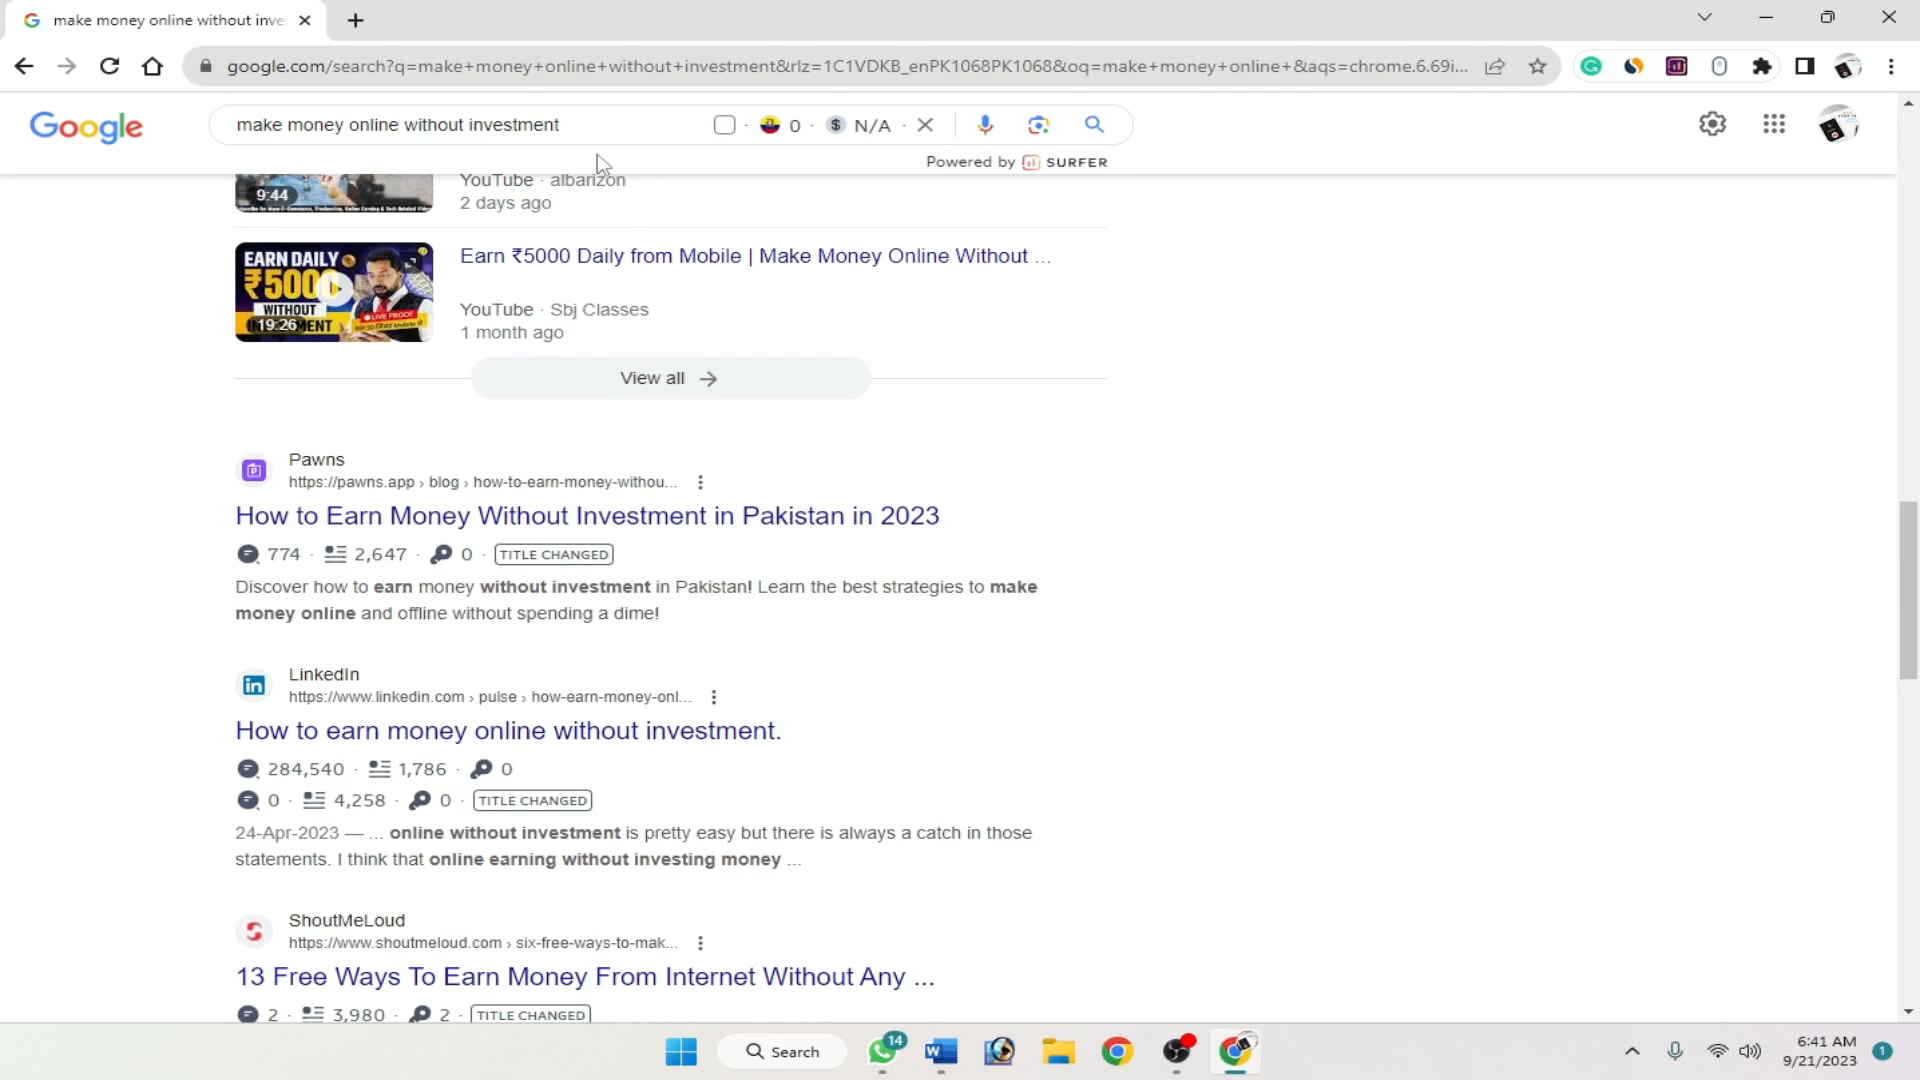 make money online without inve
google.com/search?q=make+money+online+without+investment&rlz=1C1VDKB_enPK1068PK1068&oq=make+money+online+&aqs=chrome.6.69i...
Google
make money online without investment
0 · $ N/A ·
Powered by SURFER
9:44
YouTube · albarizon
2 days ago
EARN DAILY
₹500
WITHOUT
LIVE PROOF
19:26
Earn ₹5000 Daily from Mobile | Make Money Online Without ...
YouTube · Sbj Classes
1 month ago
View all
Pawns
https://pawns.app › blog › how-to-earn-money-withou...
How to Earn Money Without Investment in Pakistan in 2023
774 · 2,647 · 0 · TITLE CHANGED
Discover how to earn money without investment in Pakistan! Learn the best strategies to make
money online and offline without spending a dime!
LinkedIn
https://www.linkedin.com › pulse › how-earn-money-onl...
How to earn money online without investment.
284,540 · 1,786 · 0
0 · 4,258 · 0 · TITLE CHANGED
24-Apr-2023 — ... online without investment is pretty easy but there is always a catch in those
statements. I think that online earning without investing money ...
ShoutMeLoud
https://www.shoutmeloud.com › six-free-ways-to-mak...
13 Free Ways To Earn Money From Internet Without Any ...
2 · 3,980 · 2 · TITLE CHANGED
Search
14
6:41 AM
9/21/2023
1